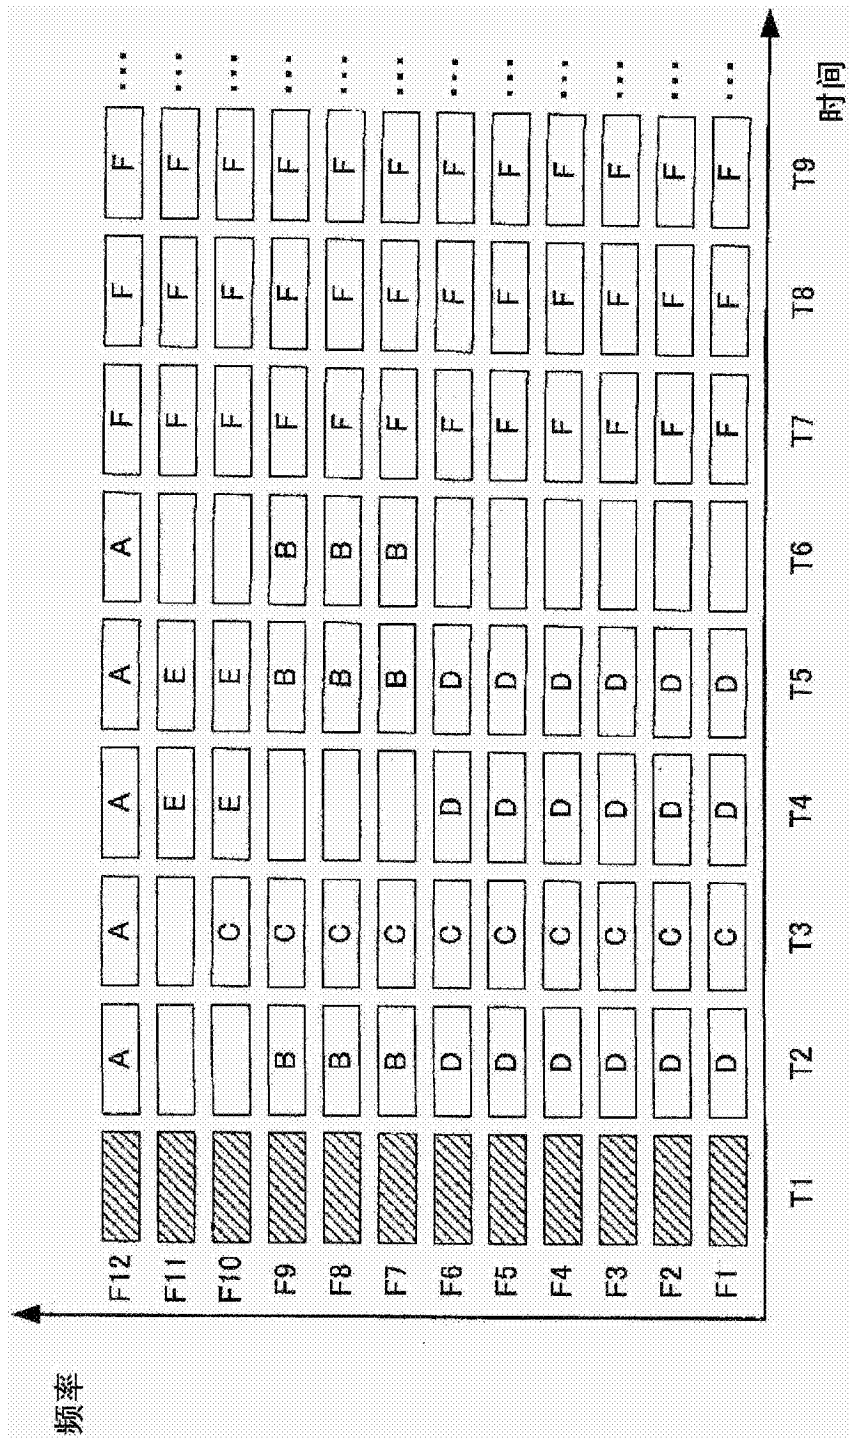 频率
F12 A A A A A F F F ...
F11 E E F F F ...
F10 C E E F F F ...
F9 B C B B F F F ...
F8 B C B B F F F ...
F7 B C B B F F F ...
F6 D C D D F F F ...
F5 D C D D F F F ...
F4 D C D D F F F ...
F3 D C D D F F F ...
F2 D C D D F F F ...
F1 D C D D F F F ...
T1 T2 T3 T4 T5 T6 T7 T8 T9
时间